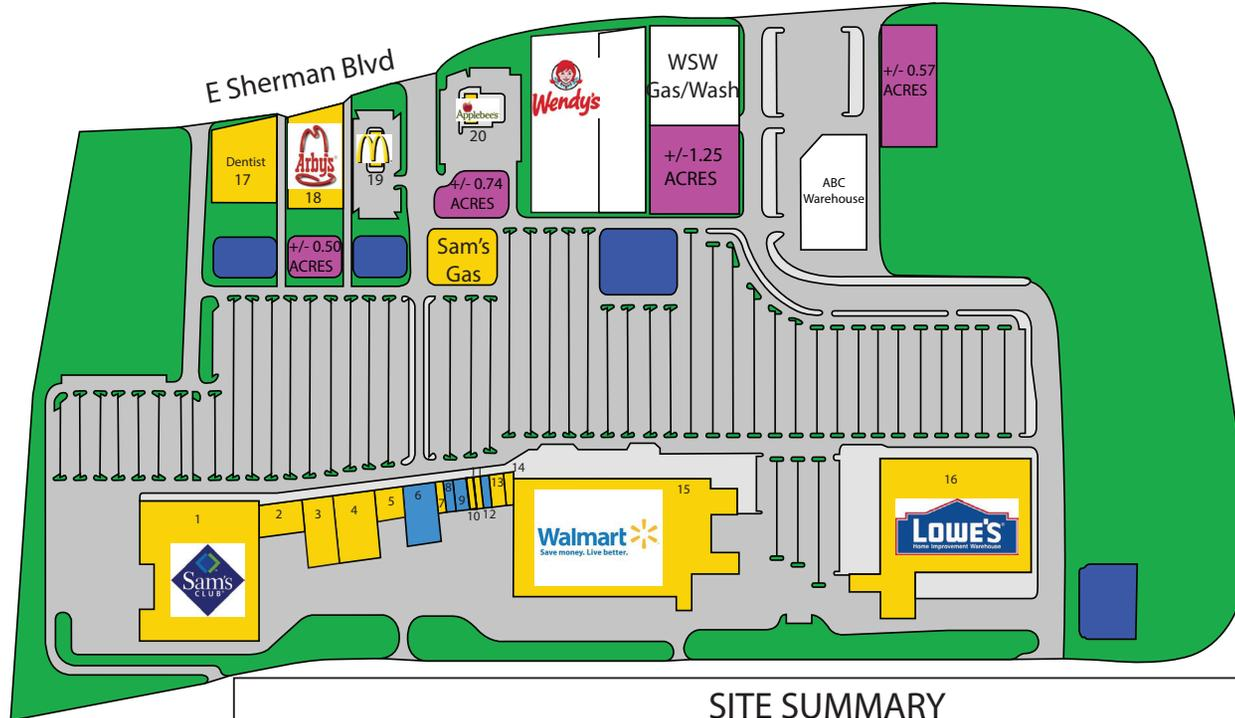 E Sherman Blvd
Wendy's
WSW
Gas/Wash
+/- 0.57
ACRES
+/-1.25
ACRES
Applebee's
20
Dentist
17
Arby's
18
19
+/- 0.74
ACRES
ABC
Warehouse
+/- 0.50
ACRES
Sam's
Gas
1
Sam's
CLUB
2
3
4
5
6
7
8
9
10
11
12
13
14
15
Walmart
Save money. Live better.
16
LOWE'S
Home Improvement Warehouse
SITE SUMMARY